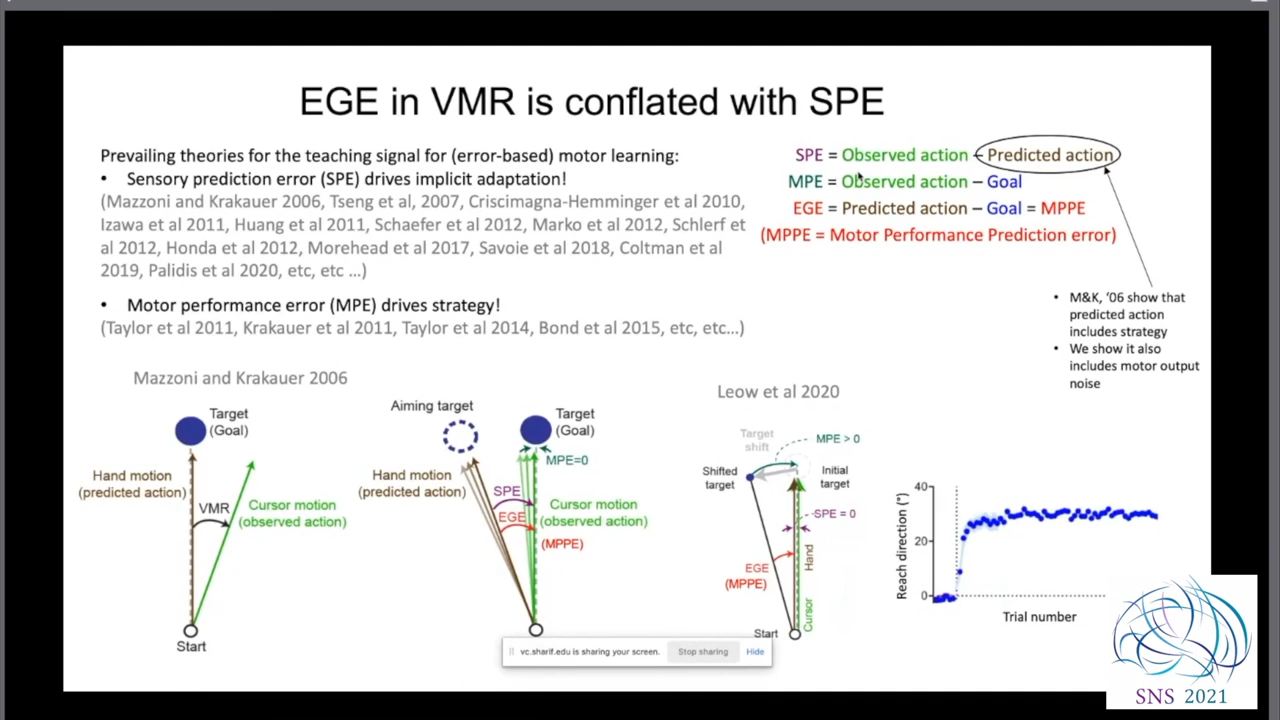 EGE in VMR is conflated with SPE
Prevailing theories for the teaching signal for (error-based) motor learning:
• Sensory prediction error (SPE) drives implicit adaptation!
(Mazzoni and Krakauer 2006, Tseng et al, 2007, Criscimagna-Hemminger et al 2010,
Izawa et al 2011, Huang et al 2011, Schaefer et al 2012, Marko et al 2012, Schlerf et
al 2012, Honda et al 2012, Morehead et al 2017, Savoie et al 2018, Coltman et al
2019, Palidis et al 2020, etc, etc ...)
• Motor performance error (MPE) drives strategy!
(Taylor et al 2011, Krakauer et al 2011, Taylor et al 2014, Bond et al 2015, etc, etc...)
SPE = Observed action – Predicted action
MPE = Observed action – Goal
EGE = Predicted action – Goal = MPPE
(MPPE = Motor Performance Prediction error)
• M&K, '06 show that
predicted action
includes strategy
• We show it also
includes motor output
noise
Mazzoni and Krakauer 2006
Target
(Goal)
Hand motion
(predicted action)
VMR
Cursor motion
(observed action)
Start
Aiming target
Target
(Goal)
MPE=0
Hand motion
(predicted action)
SPE
EGE
Cursor motion
(observed action)
(MPPE)
Leow et al 2020
Target
shift
MPE > 0
Shifted
target
Initial
target
SPE = 0
EGE
(MPPE)
Hand
Cursor
Start
Reach direction (°)
40
20
0
Trial number
vc.sharif.edu is sharing your screen.
Stop sharing
Hide
SNS 2021